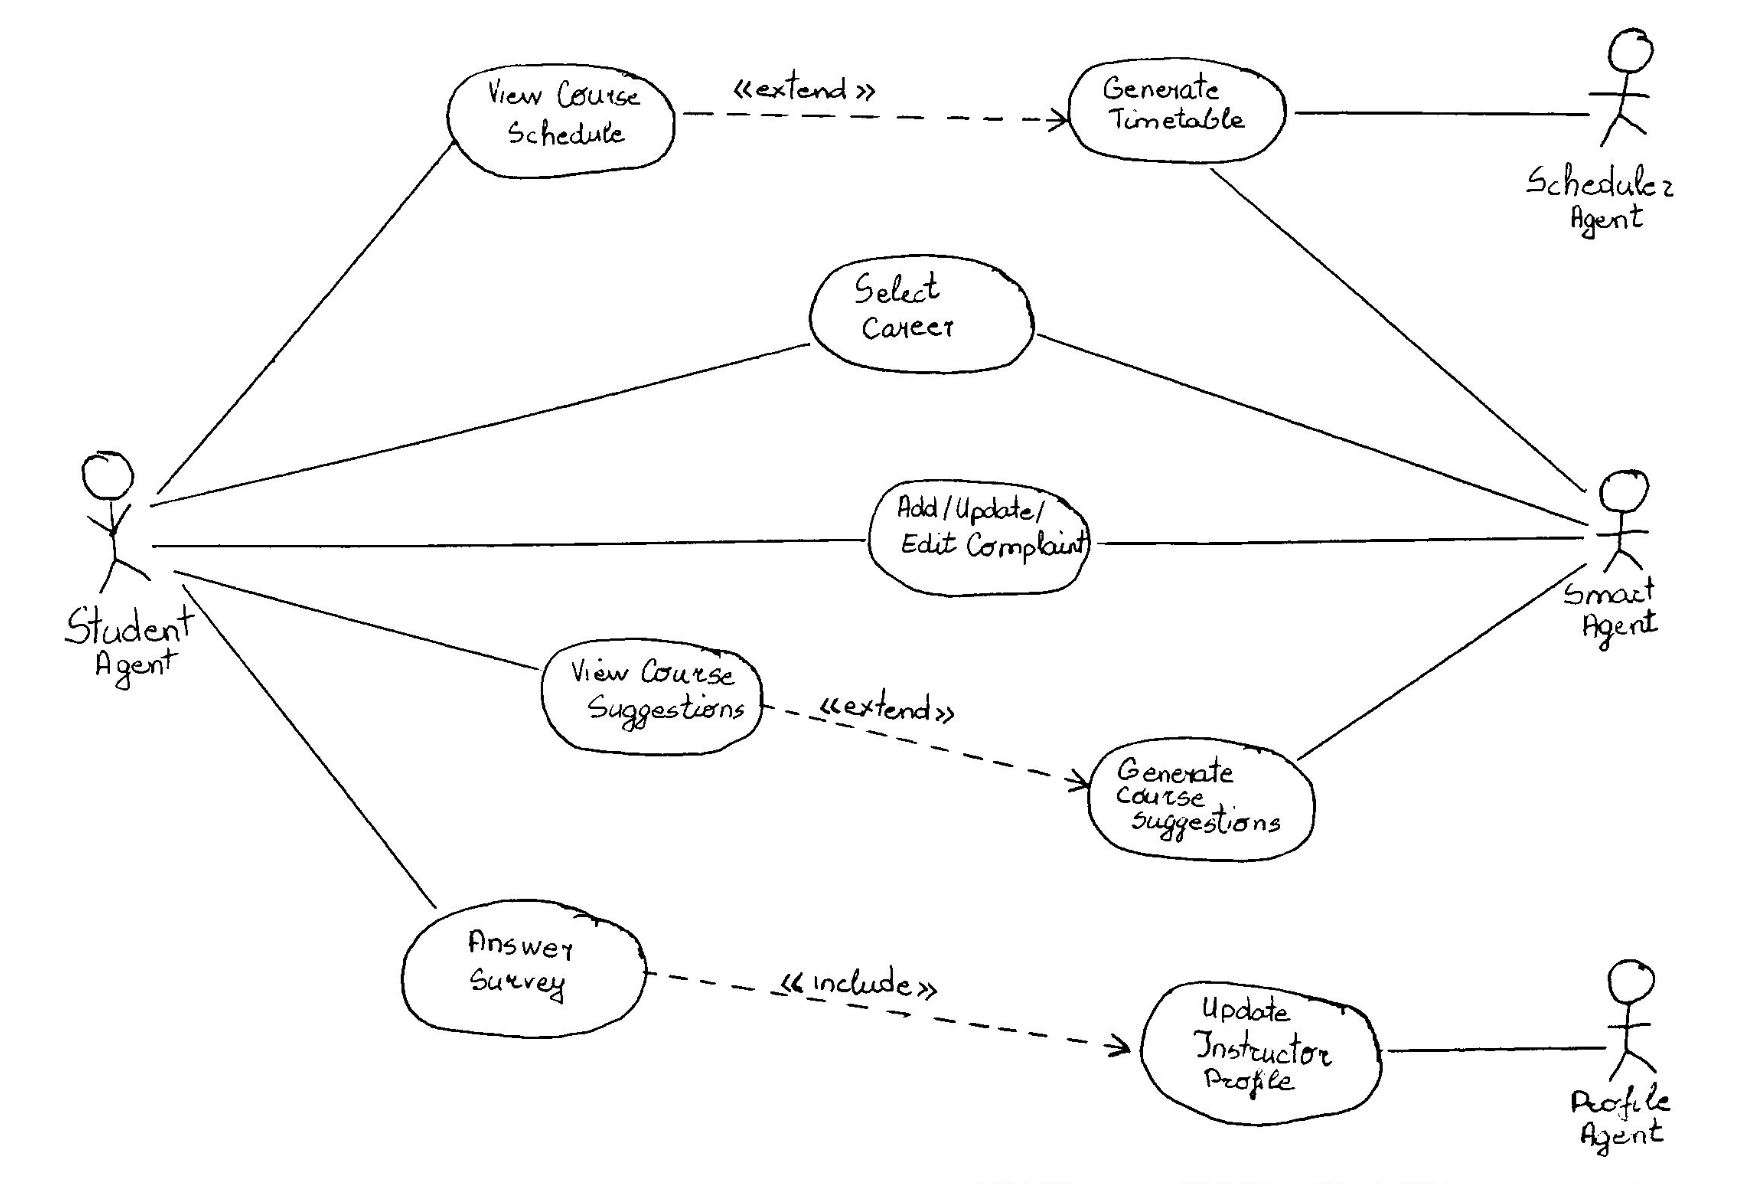 View Course
Schedule
«extend»
Generate
Timetable
Scheduler
Agent
Select
Career
Add/Update/
Edit Complaint
Student
Agent
Smart
Agent
View Course
Suggestions
«extend»
Generate
Course
Suggestions
Answer
Survey
«include»
Update
Instructor
Profile
Profile
Agent